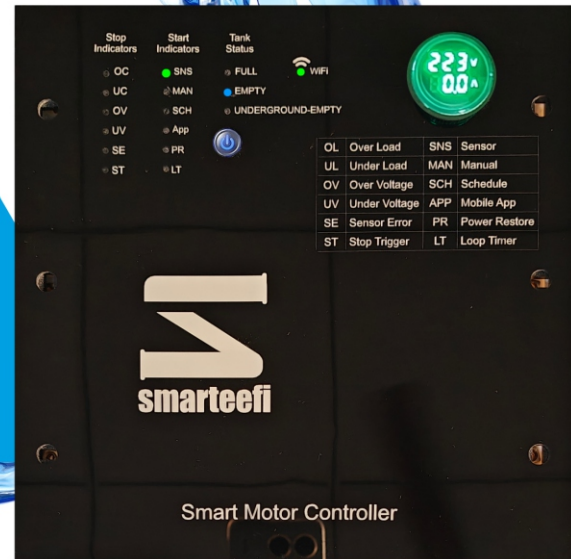 Stop Indicators
OC
UC
OV
UV
SE
ST
Start Indicators
SNS
MAN
SCH
App
PR
LT
Tank Status
FULL
EMPTY
UNDERGROUND-EMPTY
WiFi
223 V
0.0 A
OL Over Load SNS Sensor
UL Under Load MAN Manual
OV Over Voltage SCH Schedule
UV Under Voltage APP Mobile App
SE Sensor Error PR Power Restore
ST Stop Trigger LT Loop Timer
smarteefi
Smart Motor Controller